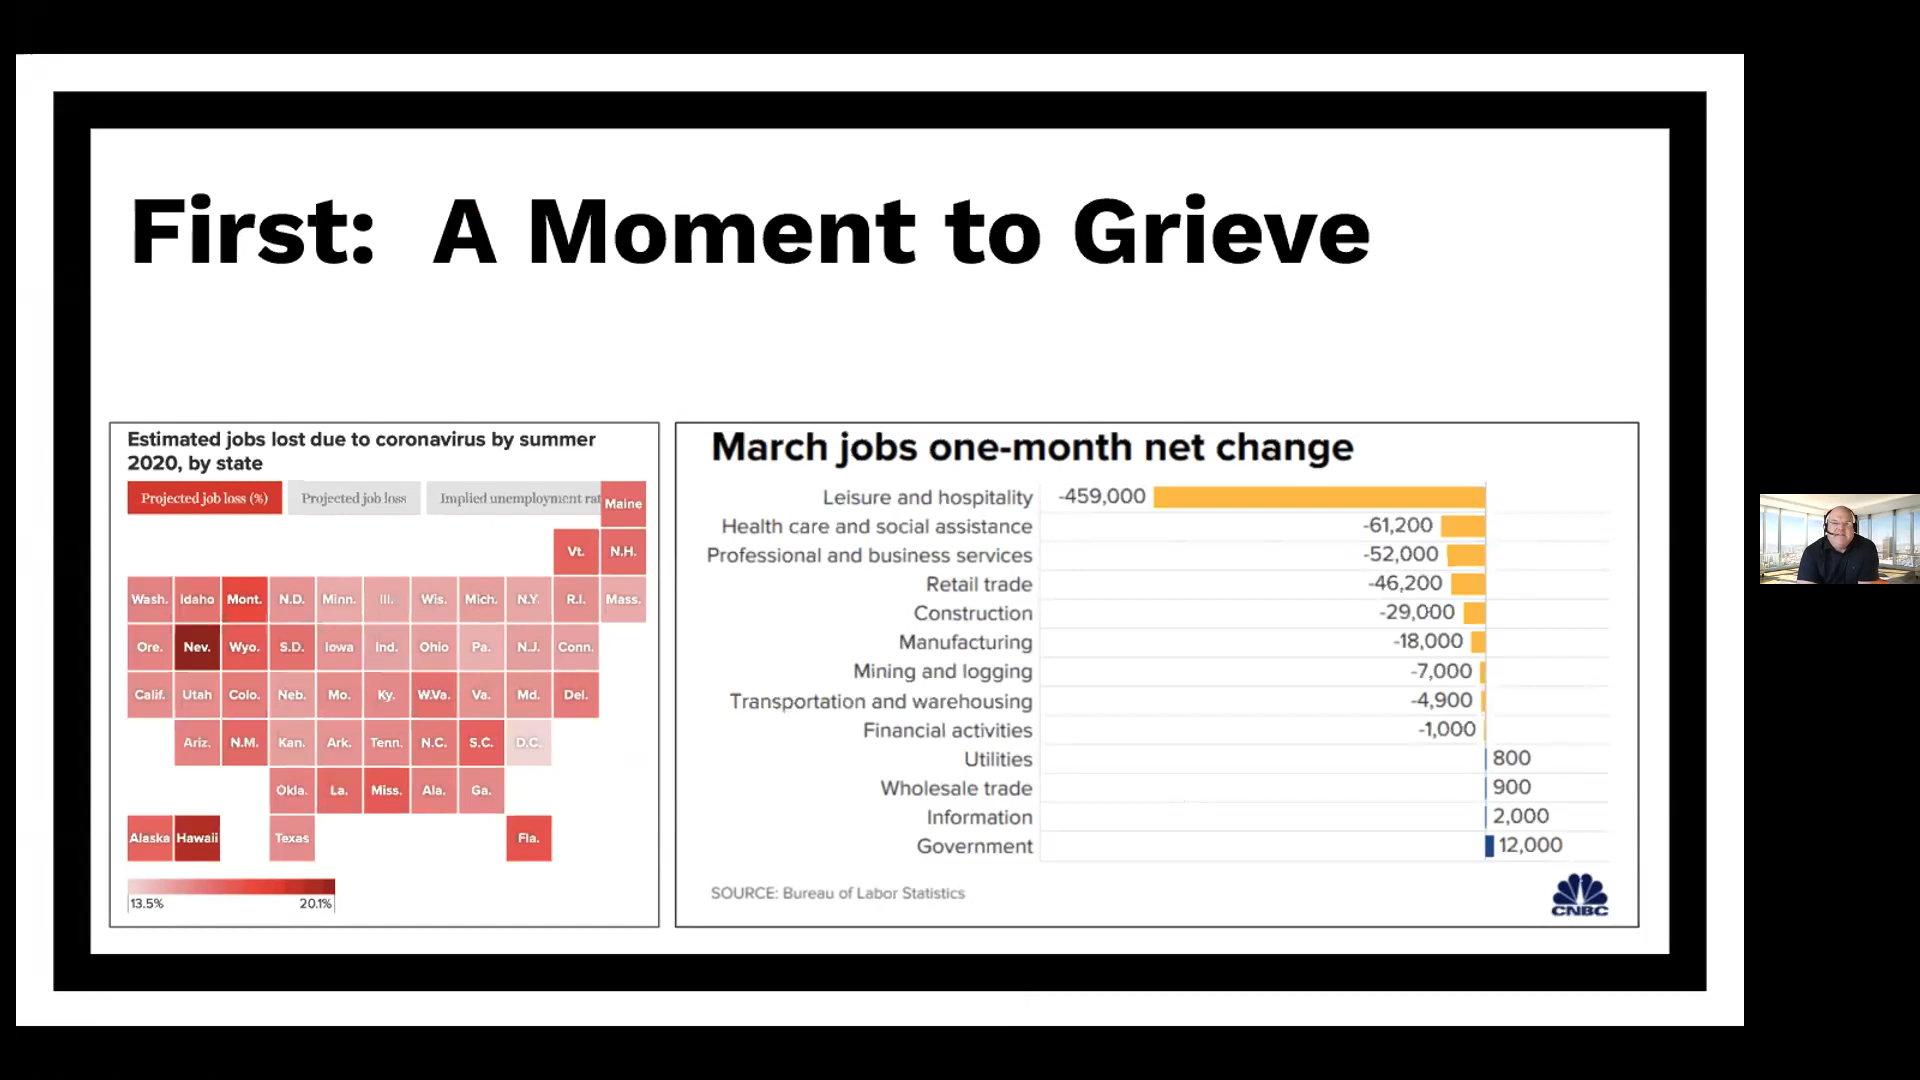 First: A Moment to Grieve
Estimated jobs lost due to coronavirus by summer
2020, by state
Projected job loss (%) Projected job loss Implied unemployment rat
Maine
Vt. N.H.
Wash. Idaho Mont. N.D. Minn. Ill. Wis. Mich. N.Y. R.I. Mass.
Ore. Nev. Wyo. S.D. Iowa Ind. Ohio Pa. N.J. Conn.
Calif. Utah Colo. Neb. Mo. Ky. W.Va. Va. Md. Del.
Ariz. N.M. Kan. Ark. Tenn. N.C. S.C. D.C.
Okla. La. Miss. Ala. Ga.
Alaska Hawaii Texas Fla.
13.5% 20.1%
March jobs one-month net change
Leisure and hospitality -459,000
Health care and social assistance -61,200
Professional and business services -52,000
Retail trade -46,200
Construction -29,000
Manufacturing -18,000
Mining and logging -7,000
Transportation and warehousing -4,900
Financial activities -1,000
Utilities 800
Wholesale trade 900
Information 2,000
Government 12,000
SOURCE: Bureau of Labor Statistics
CNBC